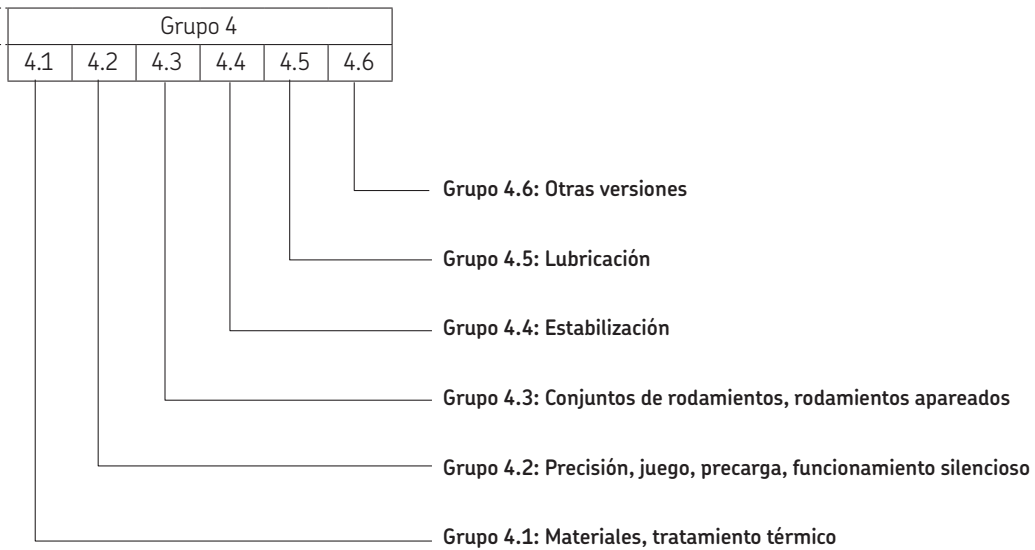 Grupo 4
4.1 4.2 4.3 4.4 4.5 4.6
Grupo 4.6: Otras versiones
Grupo 4.5: Lubricación
Grupo 4.4: Estabilización
Grupo 4.3: Conjuntos de rodamientos, rodamientos apareados
Grupo 4.2: Precisión, juego, precarga, funcionamiento silencioso
Grupo 4.1: Materiales, tratamiento térmico